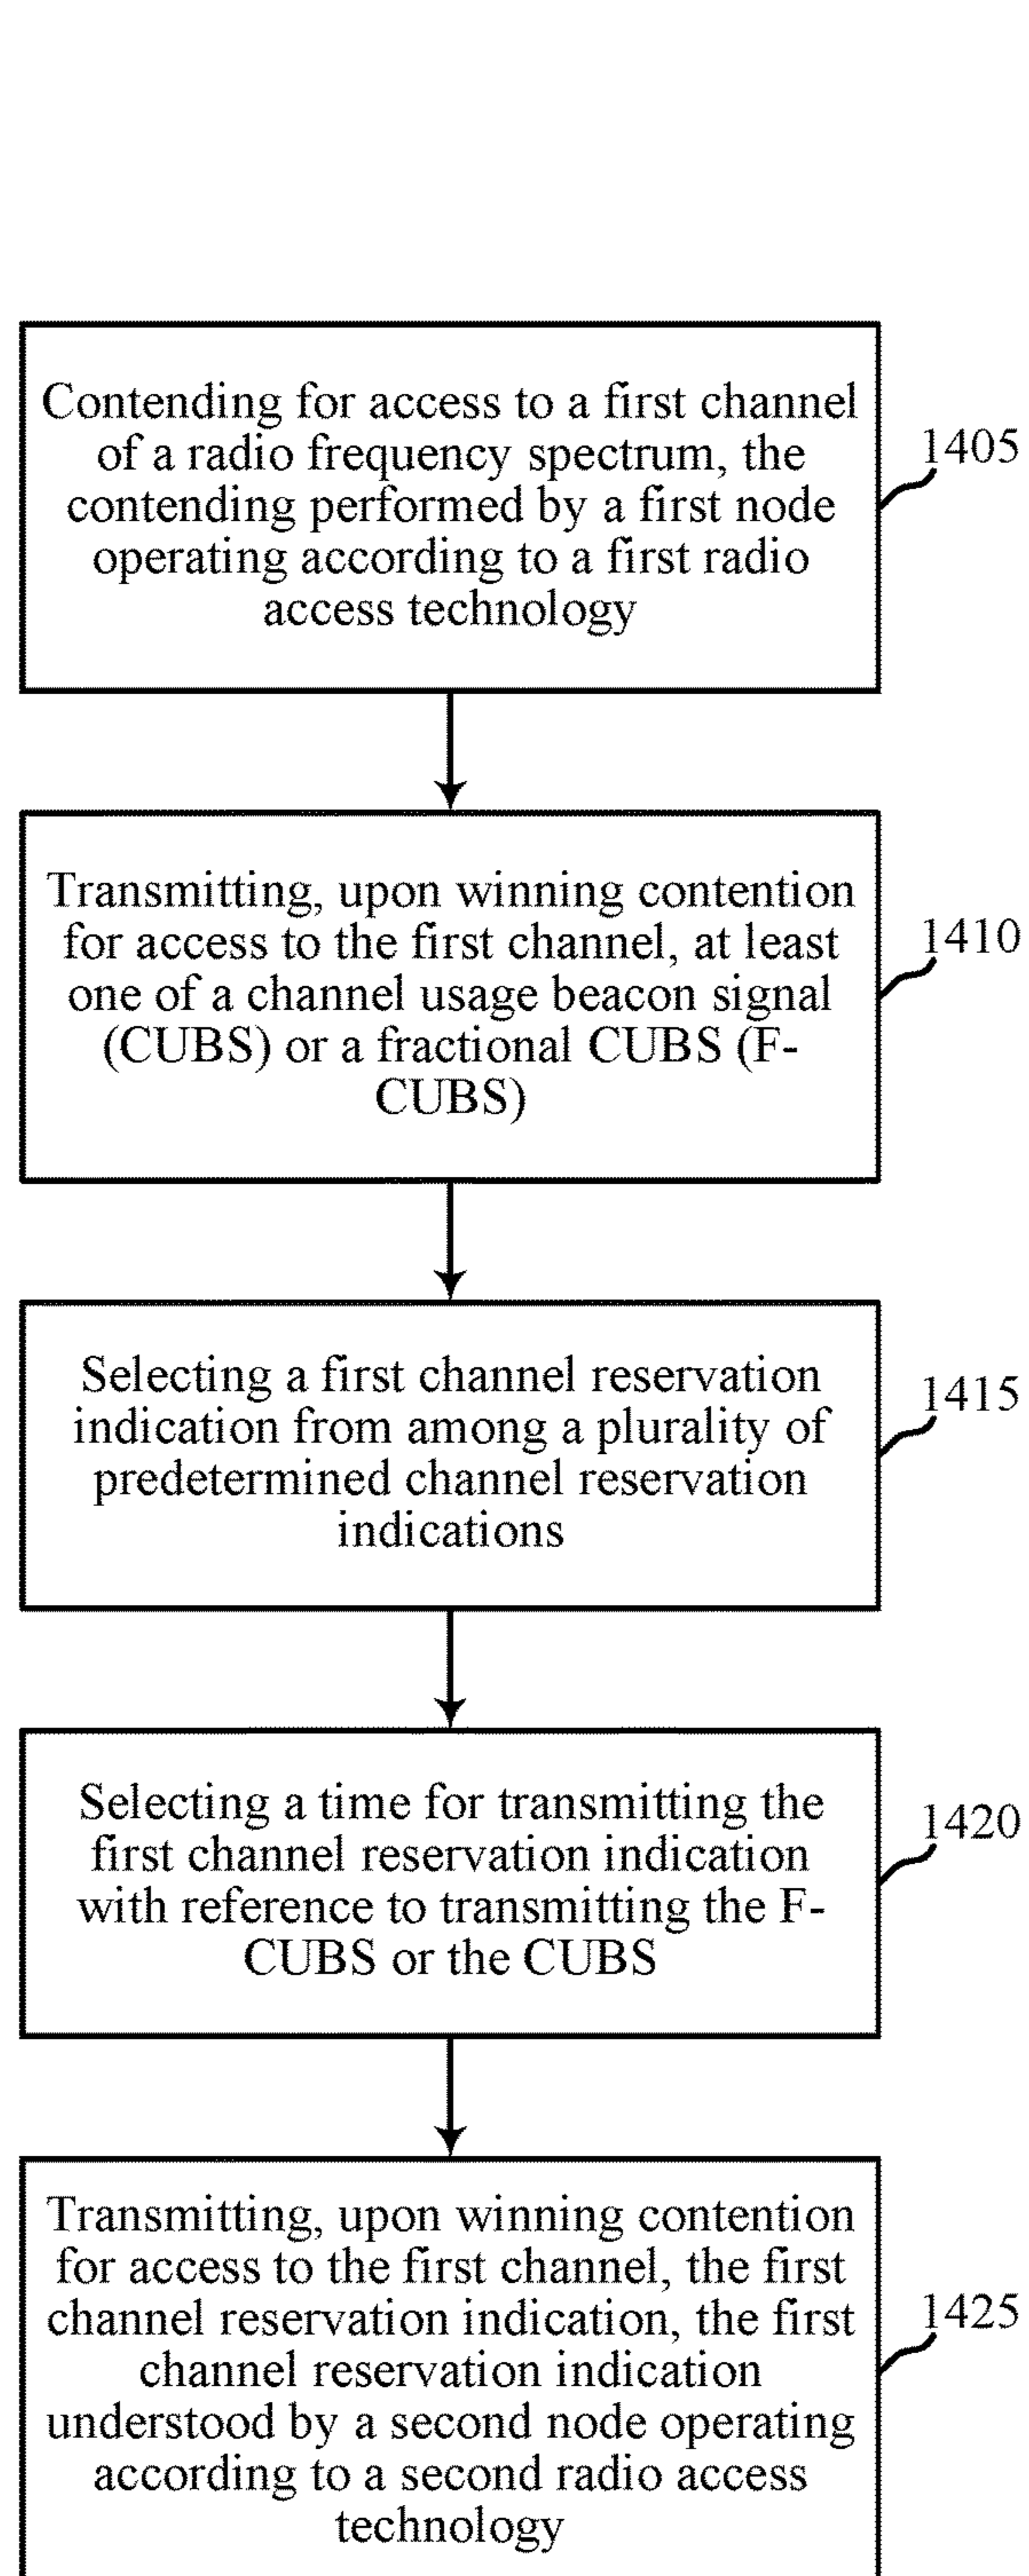 Contending for access to a first channel
of a radio frequency spectrum, the
contending performed by a first node
operating according to a first radio
access technology
1405
Transmitting, upon winning contention
for access to the first channel, at least
one of a channel usage beacon signal
(CUBS) or a fractional CUBS (F-
CUBS)
1410
Selecting a first channel reservation
indication from among a plurality of
predetermined channel reservation
indications
1415
Selecting a time for transmitting the
first channel reservation indication
with reference to transmitting the F-
CUBS or the CUBS
1420
Transmitting, upon winning contention
for access to the first channel, the first
channel reservation indication, the first
channel reservation indication
understood by a second node operating
according to a second radio access
technology
1425